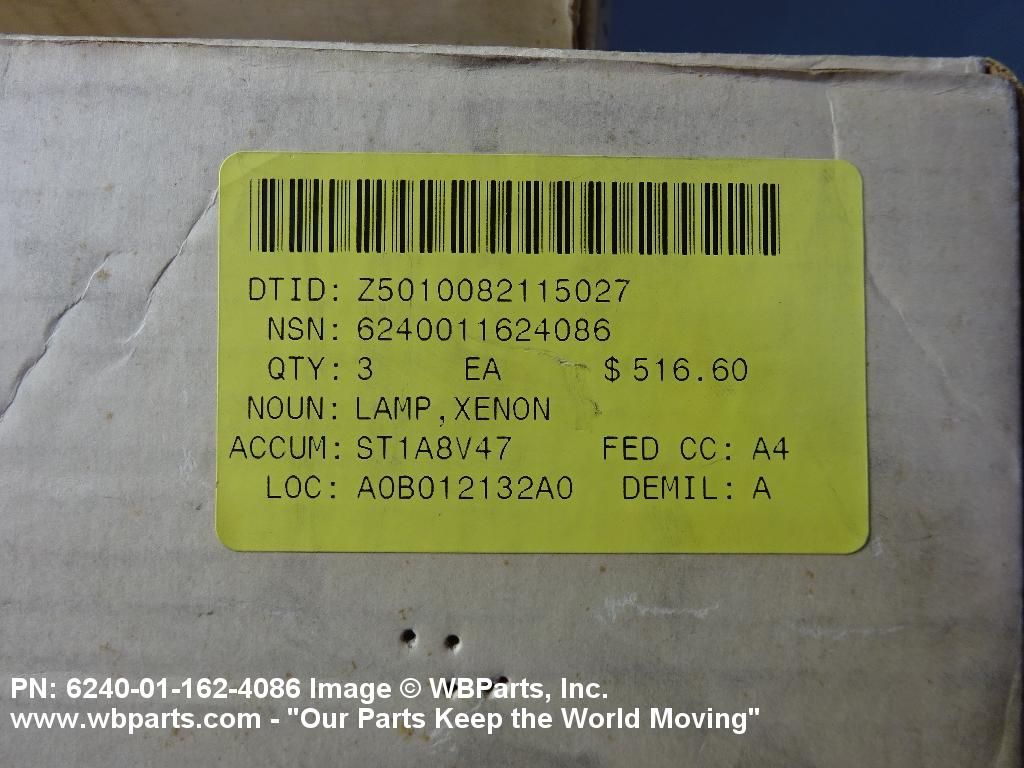 DTID: Z5010082115027
NSN: 6240011624086
QTY: 3 EA $ 516.60
NOUN: LAMP,XENON
ACCUM: ST1A8V47 FED CC: A4
LOC: A0B012132A0 DEMIL: A
PN: 6240-01-162-4086 Image © WBParts, Inc.
www.wbparts.com - "Our Parts Keep the World Moving"